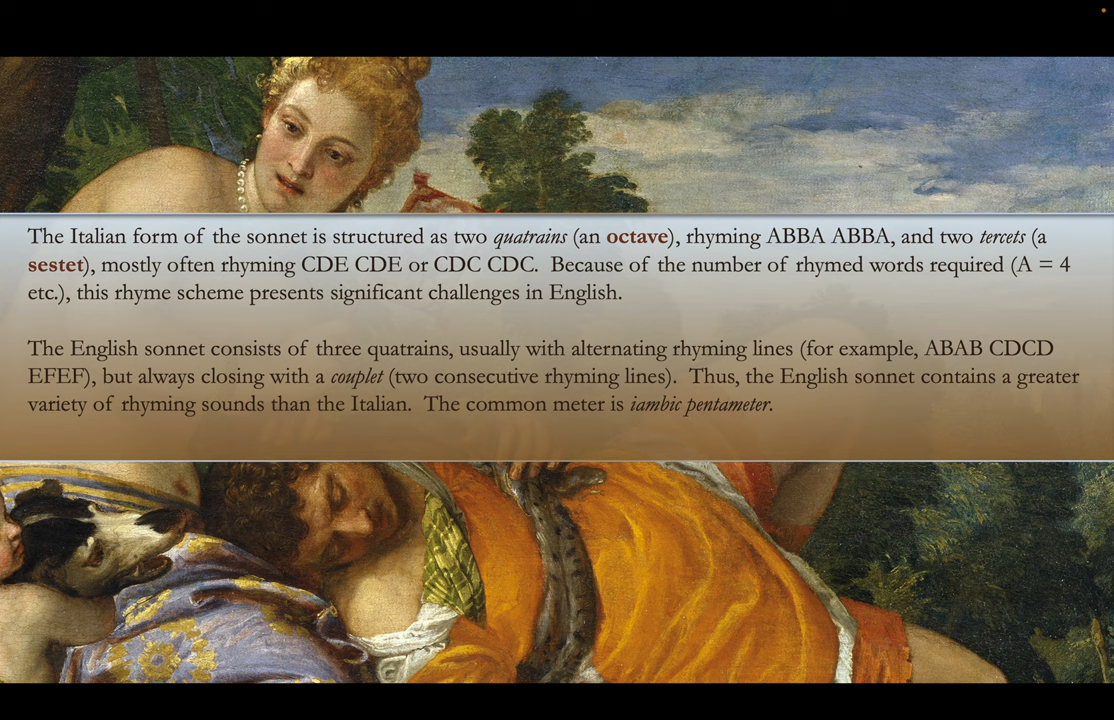 The Italian form of the sonnet is structured as two quatrains (an octave), rhyming ABBA ABBA, and two tercets (a
sestet), mostly often rhyming CDE CDE or CDC CDC.  Because of the number of rhymed words required (A = 4
etc.), this rhyme scheme presents significant challenges in English.
The English sonnet consists of three quatrains, usually with alternating rhyming lines (for example, ABAB CDCD
EFEF), but always closing with a couplet (two consecutive rhyming lines).  Thus, the English sonnet contains a greater
variety of rhyming sounds than the Italian.  The common meter is iambic pentameter.